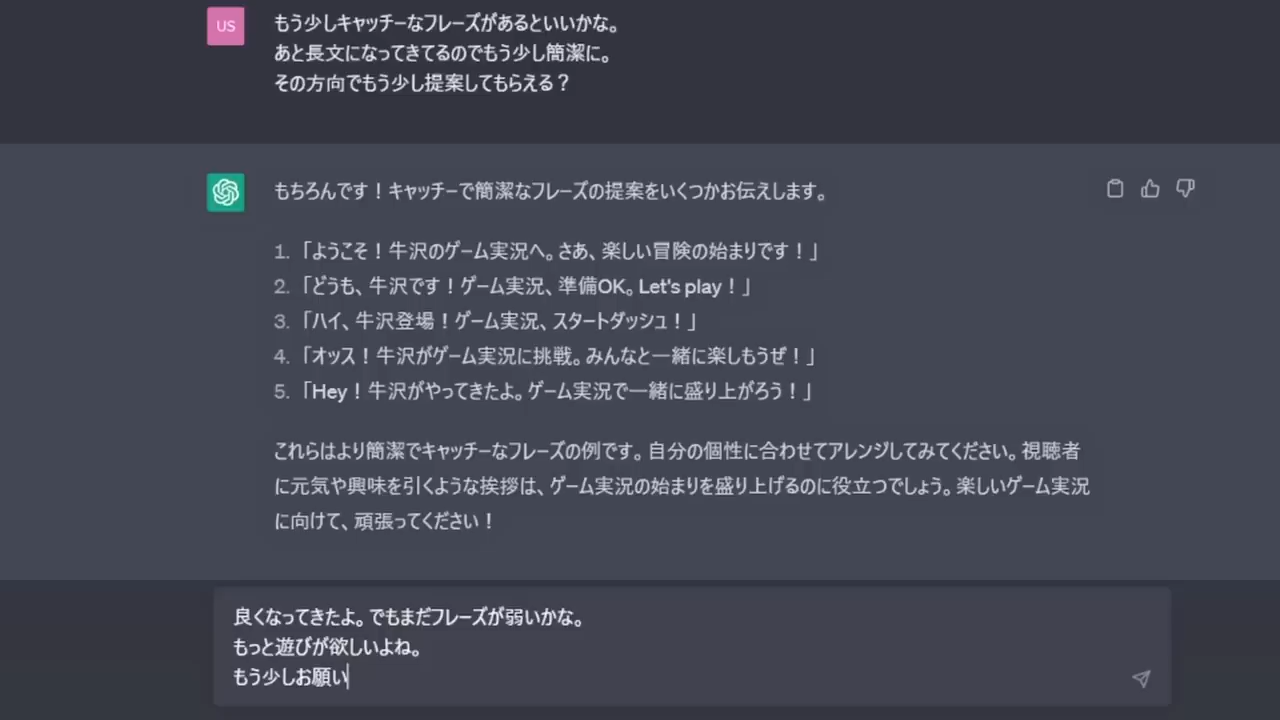 US
もう少しキャッチーなフレーズがあるといいかな。
あと長文になってきてるのでもう少し簡潔に。
その方向でもう少し提案してもらえる？
もちろんです！キャッチーで簡潔なフレーズの提案をいくつかお伝えします。
1. 「ようこそ！牛沢のゲーム実況へ。さあ、楽しい冒険の始まりです！」
2. 「どうも、牛沢です！ゲーム実況、準備OK。Let's play！」
3. 「ハイ、牛沢登場！ゲーム実況、スタートダッシュ！」
4. 「オッス！牛沢がゲーム実況に挑戦。みんなと一緒に楽しもうぜ！」
5. 「Hey！牛沢がやってきたよ。ゲーム実況で一緒に盛り上がろう！」
これらはより簡潔でキャッチーなフレーズの例です。自分の個性に合わせてアレンジしてみてください。視聴者
に元気や興味を引くような挨拶は、ゲーム実況の始まりを盛り上げるのに役立つでしょう。楽しいゲーム実況
に向けて、頑張ってください！
良くなってきたよ。でもまだフレーズが弱いかな。
もっと遊びが欲しいよね。
もう少しお願い